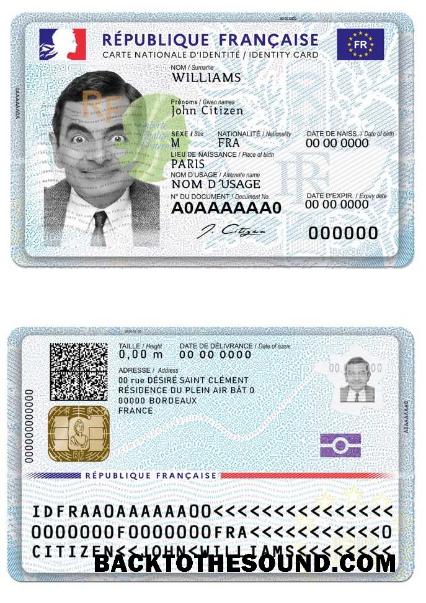 RÉPUBLIQUE FRANÇAISE
FR
CARTE NATIONALE D'IDENTITÉ / IDENTITY CARD
NOM / Surname
WILLIAMS
Prénoms / Given names
John Citizen
SEXE / Sex NATIONALITÉ / Nationality DATE DE NAISS. / Date of birth
M FRA 00 00 0000
LIEU DE NAISSANCE / Place of birth
PARIS
NOM D'USAGE / Alternate name
NOM D'USAGE
N° DU DOCUMENT / Document No. DATE D'EXPIR. / Expiry date
A0AAAAAA0 00 00 0000
J. Citizen
000000
RF
TAILLE / Height DATE DE DÉLIVRANCE / Date of issue
0,00 m 00 00 0000
ADRESSE / Address
00 rue DÉSIRÉ SAINT CLÉMENT
RÉSIDENCE DU PLEIN AIR BÂT 0
00000 BORDEAUX
FRANCE
000000000000
RÉPUBLIQUE FRANÇAISE
IDFRAA0AAAAAA00<<<<<<<<<<<<<<<
0000000F0000000FRA<<<<<<<<<<<0
CITIZEN<<JOHN<WILLIAMS<<<<<<<<
BACKTOTHESOUND.COM